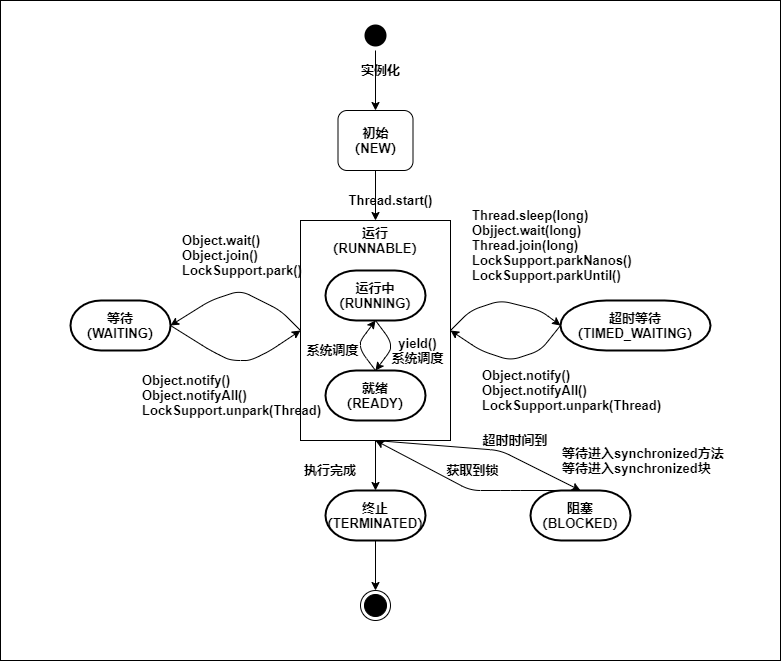 实例化
初始
(NEW)
Thread.start()
运行
(RUNNABLE)
Object.wait()
Object.join()
LockSupport.park()
Thread.sleep(long)
Objject.wait(long)
Thread.join(long)
LockSupport.parkNanos()
LockSupport.parkUntil()
运行中
(RUNNING)
等待
(WAITING)
超时等待
(TIMED_WAITING)
系统调度
yield()
系统调度
就绪
(READY)
Object.notify()
Object.notifyAll()
LockSupport.unpark(Thread)
Object.notify()
Object.notifyAll()
LockSupport.unpark(Thread)
超时时间到
等待进入synchronized方法
等待进入synchronized块
执行完成
获取到锁
终止
(TERMINATED)
阻塞
(BLOCKED)